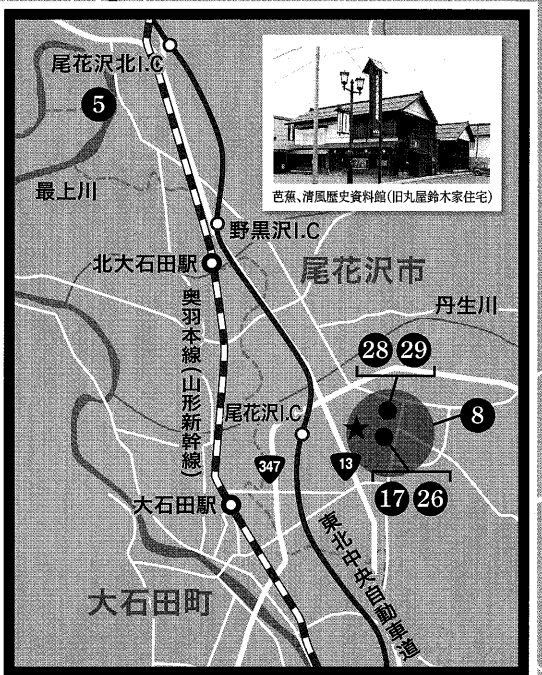 尾花沢北I.C
5
最上川
芭蕉、清風歴史資料館(旧丸屋鈴木家住宅)
野黒沢I.C
北大石田駅
尾花沢市
丹生川
奥羽本線(山形新幹線)
28 29
尾花沢I.C
8
347
13
17 26
大石田駅
東北中央自動車道
大石田町